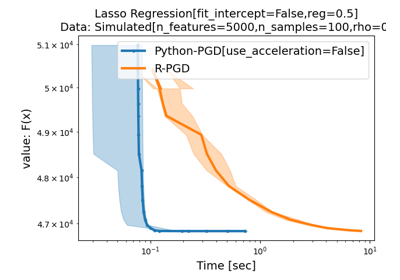 Lasso Regression[fit_intercept=False,reg=0.5]
Data: Simulated[n_features=5000,n_samples=100,rho=0
Python-PGD[use_acceleration=False]
R-PGD
value: F(x)
5.1 × 10⁴
5 × 10⁴
4.9 × 10⁴
4.8 × 10⁴
4.7 × 10⁴
10⁻¹
10⁰
10¹
Time [sec]